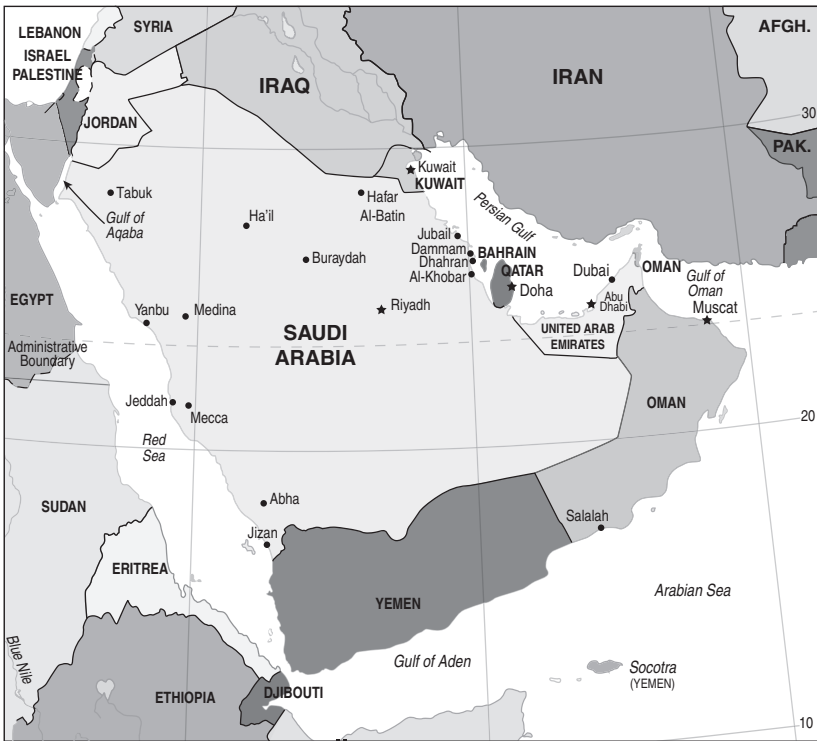 LEBANON
SYRIA
AFGH.
ISRAEL
PALESTINE
IRAQ
IRAN
30
JORDAN
PAK.
Kuwait
KUWAIT
Tabuk
Hafar
Al-Batin
Gulf of
Aqaba
Ha'il
Persian Gulf
Jubail
Dammam
Dhahran
Al-Khobar
BAHRAIN
QATAR
Doha
Buraydah
Dubai
OMAN
Gulf of
Oman
Abu
Dhabi
Muscat
EGYPT
Yanbu
Medina
Riyadh
SAUDI
ARABIA
UNITED ARAB
EMIRATES
Administrative
Boundary
Jeddah
Mecca
OMAN
20
Red
Sea
SUDAN
Abha
Salalah
Jizan
ERITREA
YEMEN
Arabian Sea
Blue Nile
Gulf of Aden
Socotra
(YEMEN)
ETHIOPIA
DJIBOUTI
10